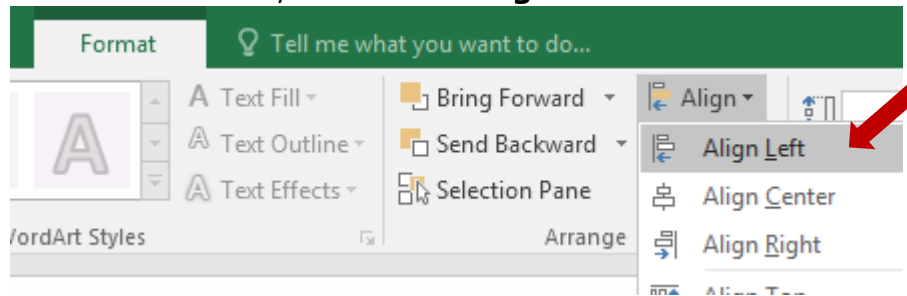 Format Tell me what you want to do...
A Text Fill Bring Forward Align
A Text Outline Send Backward Align Left
A Text Effects Selection Pane Align Center
Styles Arrange Align Right